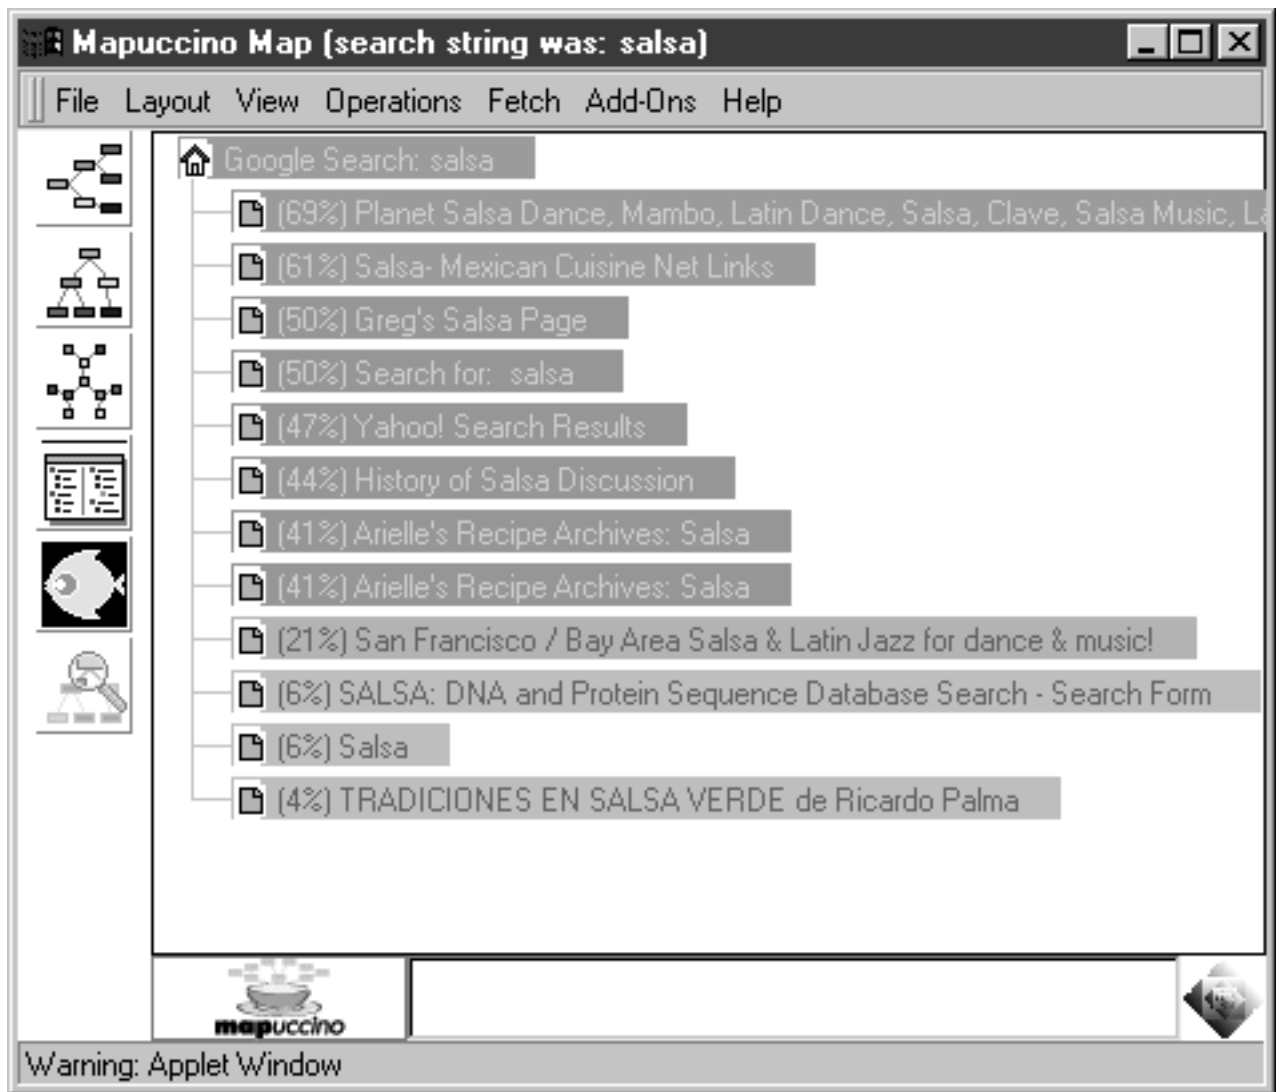 Mapuccino Map (search string was: salsa)
File Layout View Operations Fetch Add-Ons Help
Google Search: salsa
(69%) Planet Salsa Dance, Mambo, Latin Dance, Salsa, Clave, Salsa Music,
(61%) Salsa- Mexican Cuisine Net Links
(50%) Greg's Salsa Page
(50%) Search for:  salsa
(47%) Yahoo! Search Results
(44%) History of Salsa Discussion
(41%) Arielle's Recipe Archives: Salsa
(41%) Arielle's Recipe Archives: Salsa
(21%) San Francisco / Bay Area Salsa & Latin Jazz for dance & music!
(6%) SALSA: DNA and Protein Sequence Database Search - Search Form
(6%) Salsa
(4%) TRADICIONES EN SALSA VERDE de Ricardo Palma
mapuccino
Warning: Applet Window